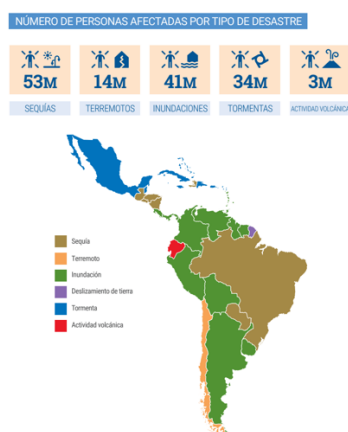 NÚMERO DE PERSONAS AFECTADAS POR TIPO DE DESASTRE
53M 14M 41M 34M 3M
SEQUÍAS TERREMOTOS INUNDACIONES TORMENTAS ACTIVIDAD VOLCÁNICA
Sequía
Terremoto
Inundación
Deslizamiento de tierra
Tormenta
Actividad volcánica